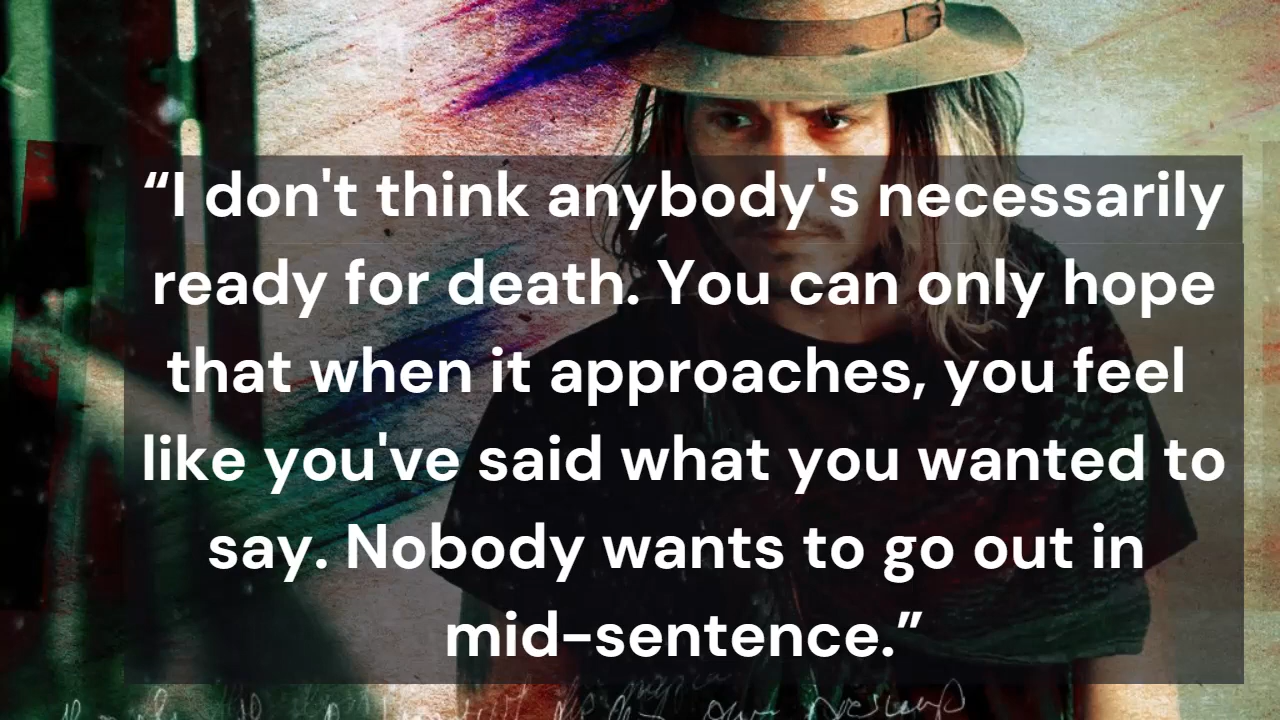 “I don't think anybody's necessarily
ready for death. You can only hope
that when it approaches, you feel
like you've said what you wanted to
say. Nobody wants to go out in
mid-sentence.”